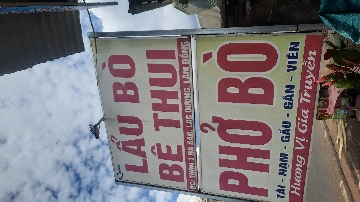 LẨU BÒ
BÊ THUI
PHỞ BÒ
TÁI - NẠM - GẦU - GÂN - VIÊN
Hương Vị Gia Truyền